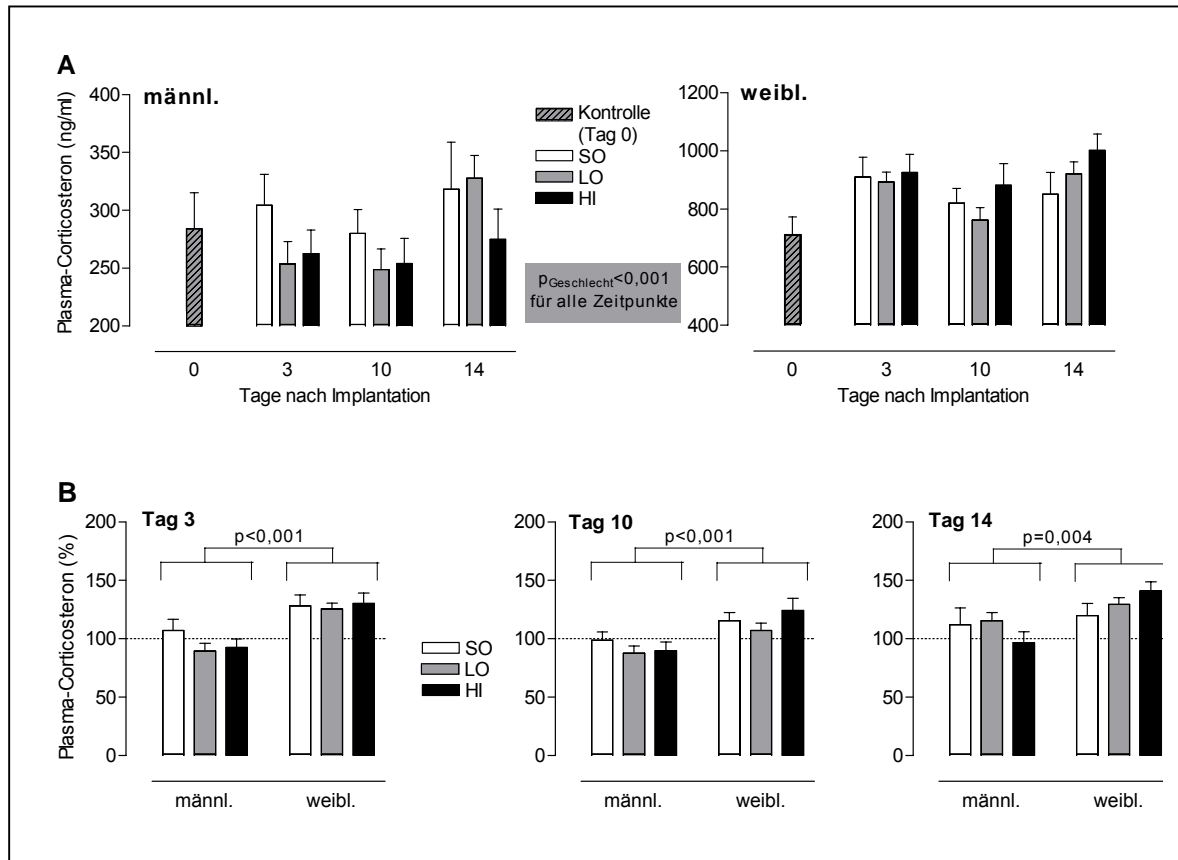 A
männl.
Plasma-Corticosteron (ng/ml)
400
350
300
250
200
0
3
10
14
Tage nach Implantation
Kontrolle
(Tag 0)
SO
LO
HI
pGeschlecht<0,001
für alle Zeitpunkte
weibl.
1200
1000
800
600
400
0
3
10
14
Tage nach Implantation
B
Tag 3
Plasma-Corticosteron (%)
200
150
100
50
0
p<0,001
männl.
weibl.
SO
LO
HI
Tag 10
200
150
100
50
0
p<0,001
männl.
weibl.
Tag 14
200
150
100
50
0
p=0,004
männl.
weibl.